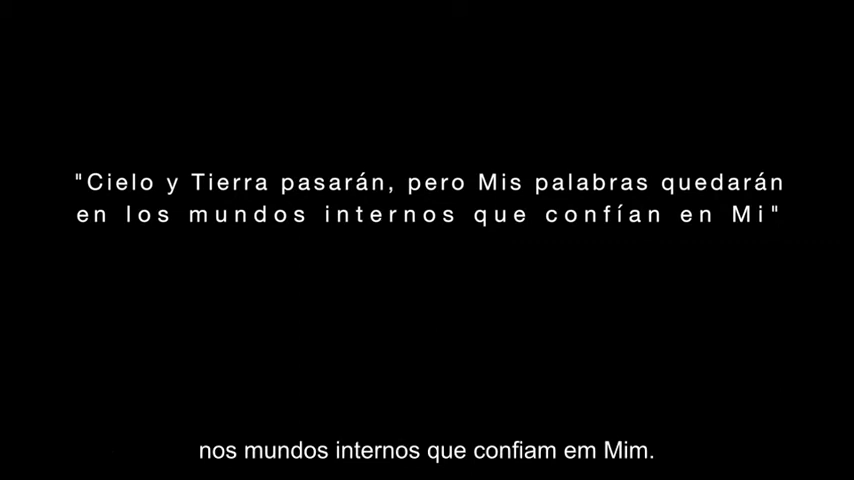 "Cielo y Tierra pasarán, pero Mis palabras quedarán
en los mundos internos que confían en Mi"
nos mundos internos que confiam em Mim.